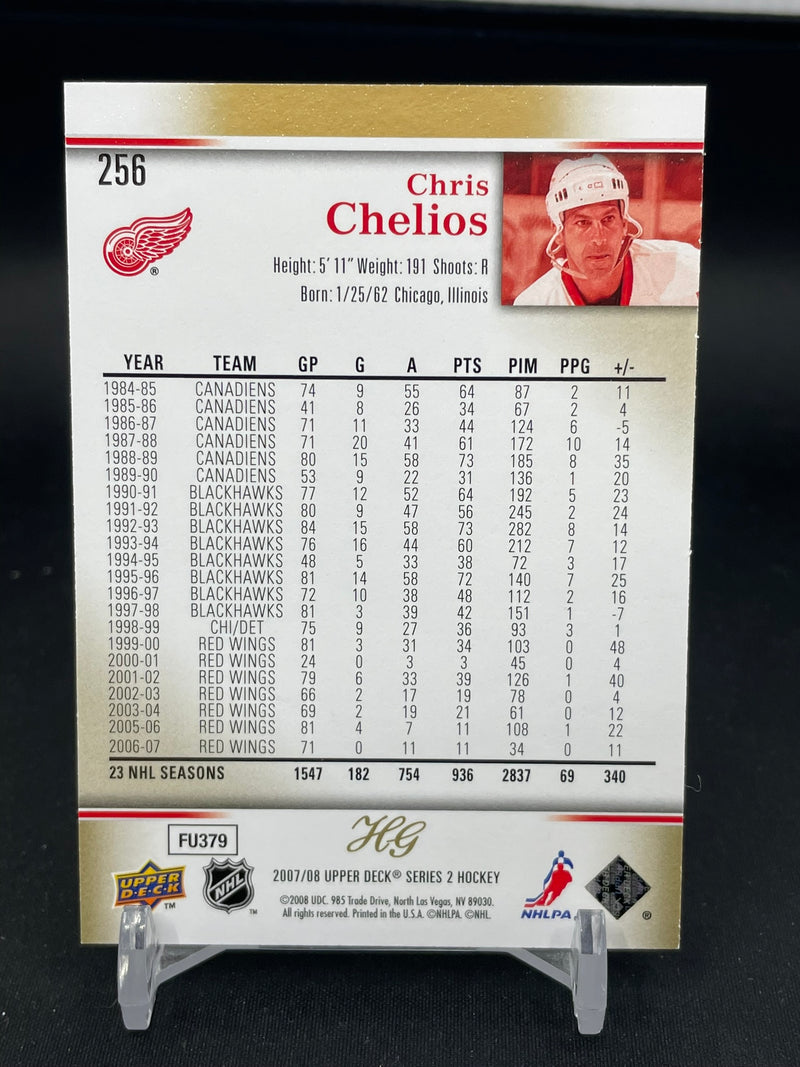 256
Chris
Chelios
Height: 5' 11" Weight: 191 Shoots: R
Born: 1/25/62 Chicago, Illinois
®
YEAR TEAM GP G A PTS PIM PPG +/-
1984-85 CANADIENS 74 9 55 64 87 2 11
1985-86 CANADIENS 41 8 26 34 67 2 4
1986-87 CANADIENS 71 11 33 44 124 6 -5
1987-88 CANADIENS 71 20 41 61 172 10 14
1988-89 CANADIENS 80 15 58 73 185 8 35
1989-90 CANADIENS 53 9 22 31 136 1 20
1990-91 BLACKHAWKS 77 12 52 64 192 5 23
1991-92 BLACKHAWKS 80 9 47 56 245 2 24
1992-93 BLACKHAWKS 84 15 58 73 282 8 14
1993-94 BLACKHAWKS 76 16 44 60 212 7 12
1994-95 BLACKHAWKS 48 5 33 38 72 3 17
1995-96 BLACKHAWKS 81 14 58 72 140 7 25
1996-97 BLACKHAWKS 72 10 38 48 112 2 16
1997-98 BLACKHAWKS 81 3 39 42 151 1 -7
1998-99 CHI/DET 75 9 27 36 93 3 1
1999-00 RED WINGS 81 3 31 34 103 0 48
2000-01 RED WINGS 24 0 3 3 45 0 4
2001-02 RED WINGS 79 6 33 39 126 1 40
2002-03 RED WINGS 66 2 17 19 78 0 4
2003-04 RED WINGS 69 2 19 21 61 0 12
2005-06 RED WINGS 81 4 7 11 108 1 22
2006-07 RED WINGS 71 0 11 11 34 0 11
23 NHL SEASONS 1547 182 754 936 2837 69 340
FU379
HG
UPPER DECK ™
NHL ™
2007/08 UPPER DECK® SERIES 2 HOCKEY
©2008 UDC. 985 Trade Drive, North Las Vegas, NV 89030.
All rights reserved. Printed in the U.S.A. ©NHLPA. ©NHL.
NHLPA
®